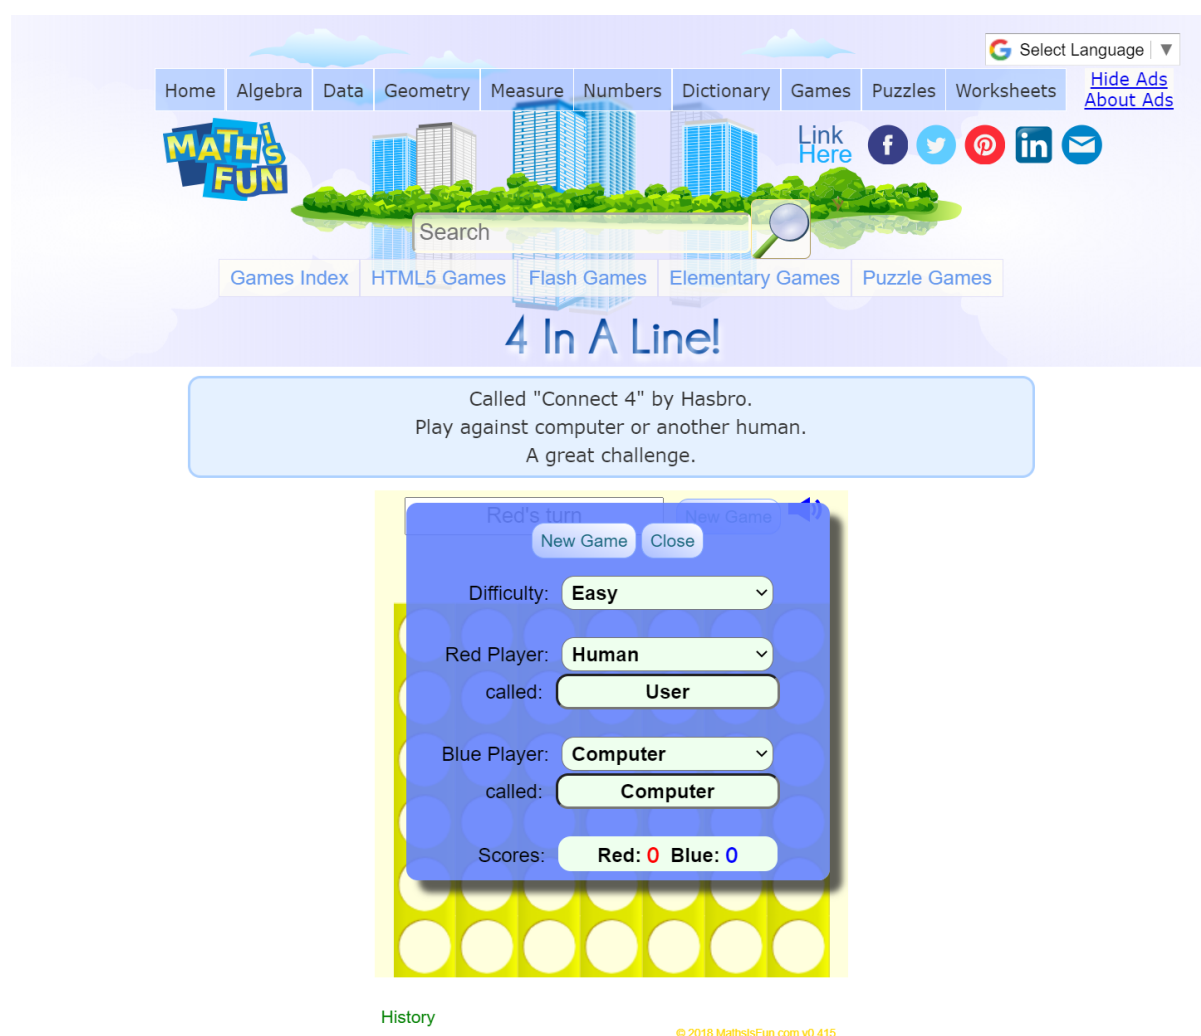 Select Language ▼
Home Algebra Data Geometry Measure Numbers Dictionary Games Puzzles Worksheets
Hide Ads
About Ads
MATH iS FUN
Link Here
Search
Games Index HTML5 Games Flash Games Elementary Games Puzzle Games
4 In A Line!
Called "Connect 4" by Hasbro.
Play against computer or another human.
A great challenge.
Red's turn New Game
New Game Close
Difficulty: Easy
Red Player: Human
called: User
Blue Player: Computer
called: Computer
Scores: Red: 0 Blue: 0
History
© 2018 MathsIsFun.com v0.415